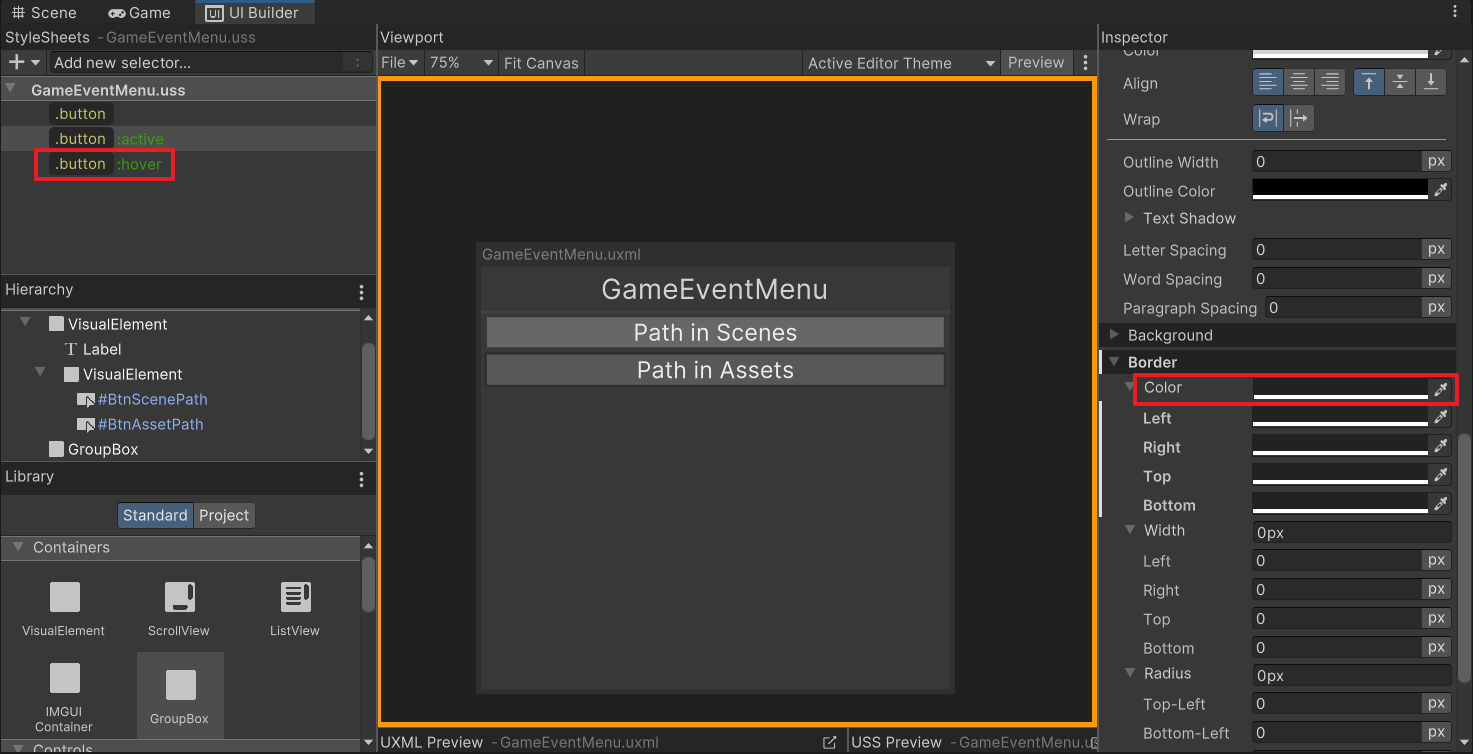 Scene Game UI Builder
StyleSheets - GameEventMenu.uss
Add new selector...
GameEventMenu.uss
.button
.button :active
.button :hover
Hierarchy
VisualElement
Label
VisualElement
#BtnScenePath
#BtnAssetPath
GroupBox
Library
Standard Project
Containers
VisualElement ScrollView ListView
IMGUI
Container
GroupBox
Controls
Viewport
File 75% Fit Canvas Active Editor Theme Preview
GameEventMenu.uxml
GameEventMenu
Path in Scenes
Path in Assets
UXML Preview - GameEventMenu.uxml
USS Preview - GameEventMenu.u
Inspector
Color
Align
Wrap
Outline Width 0 px
Outline Color
Text Shadow
Letter Spacing 0 px
Word Spacing 0 px
Paragraph Spacing 0 px
Background
Border
Color
Left
Right
Top
Bottom
Width 0px
Left 0 px
Right 0 px
Top 0 px
Bottom 0 px
Radius 0px
Top-Left 0 px
Bottom-Left 0 px